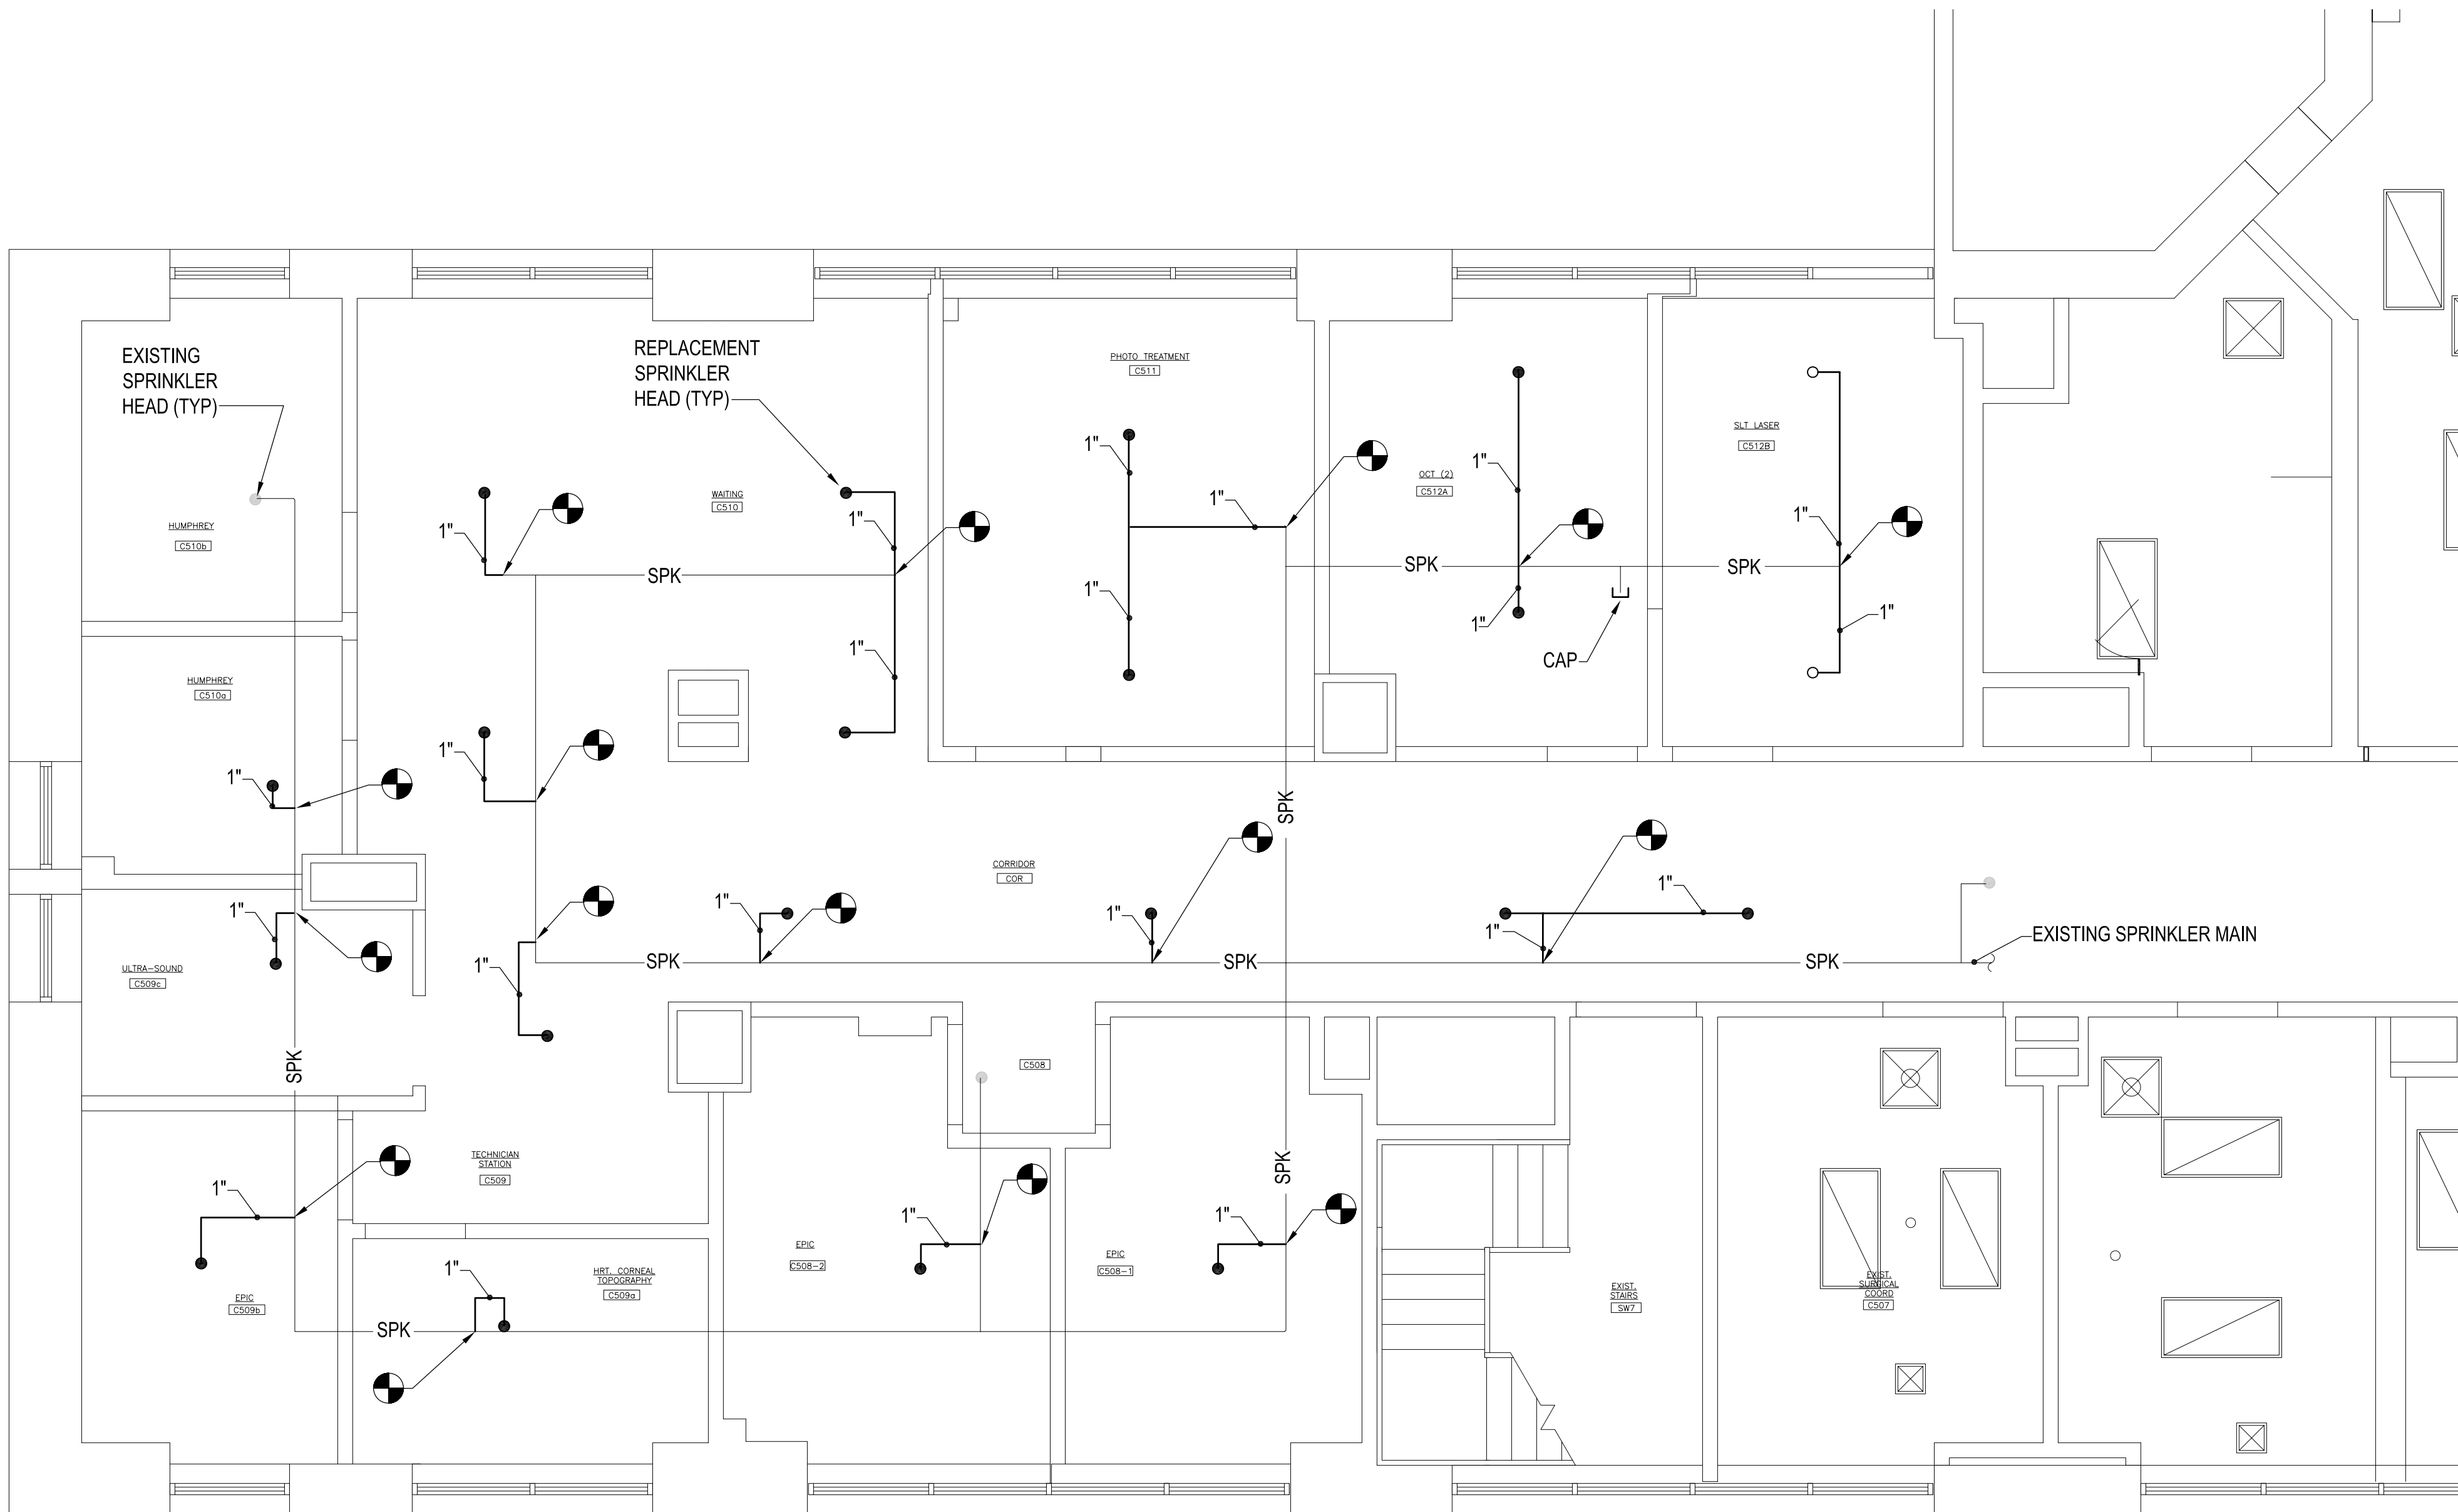 EXISTING
SPRINKLER
HEAD (TYP)
REPLACEMENT
SPRINKLER
HEAD (TYP)
PHOTO TREATMENT
C511
SLT LASER
C512B
OCT (2)
C512A
HUMPHREY
C510b
WAITING
C510
1"
1"
1"
1"
1"
1"
1"
SPK
SPK
SPK
1"
1"
1"
1"
CAP
HUMPHREY
C510a
1"
1"
SPK
CORRIDOR
COR
1"
1"
1"
1"
1"
1"
EXISTING SPRINKLER MAIN
SPK
SPK
SPK
1"
ULTRA-SOUND
C509c
SPK
C508
TECHNICIAN
STATION
C509
SPK
1"
1"
1"
EPIC
C508-2
EPIC
C508-1
1"
HRT. CORNEAL
TOPOGRAPHY
C509a
EPIC
C509b
SPK
EXIST.
STAIRS
SW7
EXIST.
SURGICAL
COORD
C507